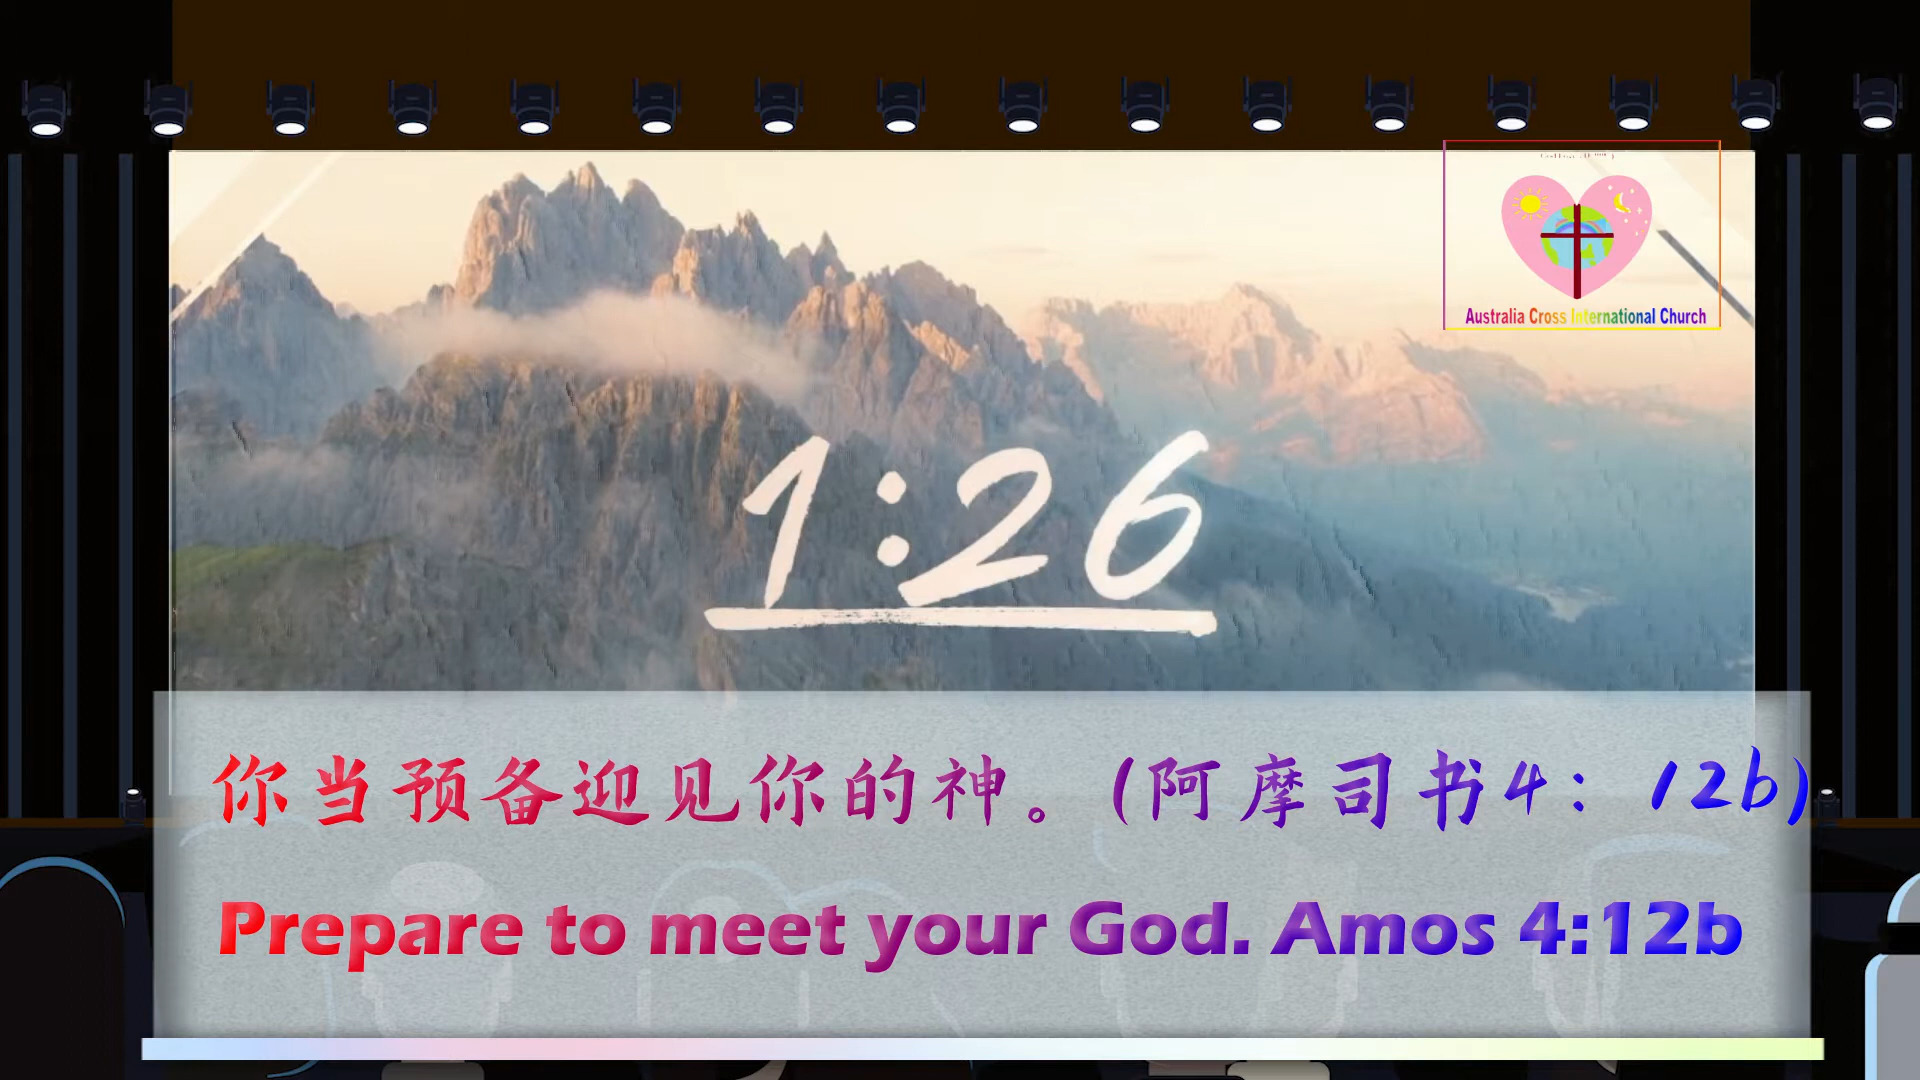 Australia Cross International Church
1:26
你当预备迎见你的神。(阿摩司书4：12b)
Prepare to meet your God. Amos 4:12b